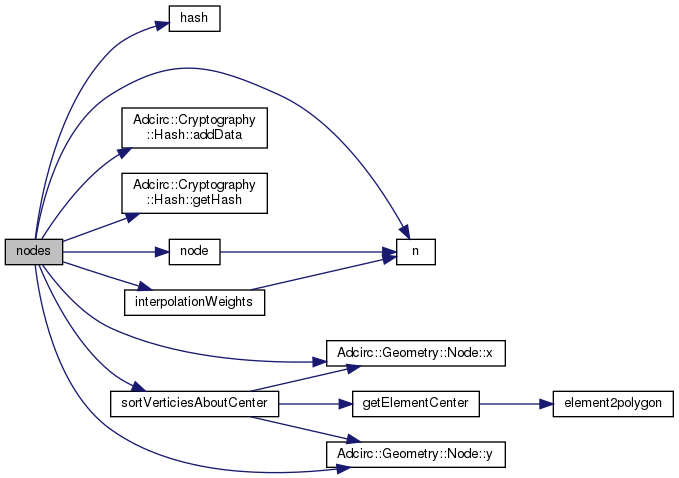 hash
Adcirc::Cryptography
::Hash::addData
Adcirc::Cryptography
::Hash::getHash
nodes
node
n
interpolationWeights
Adcirc::Geometry::Node::x
sortVerticiesAboutCenter
getElementCenter
element2polygon
Adcirc::Geometry::Node::y